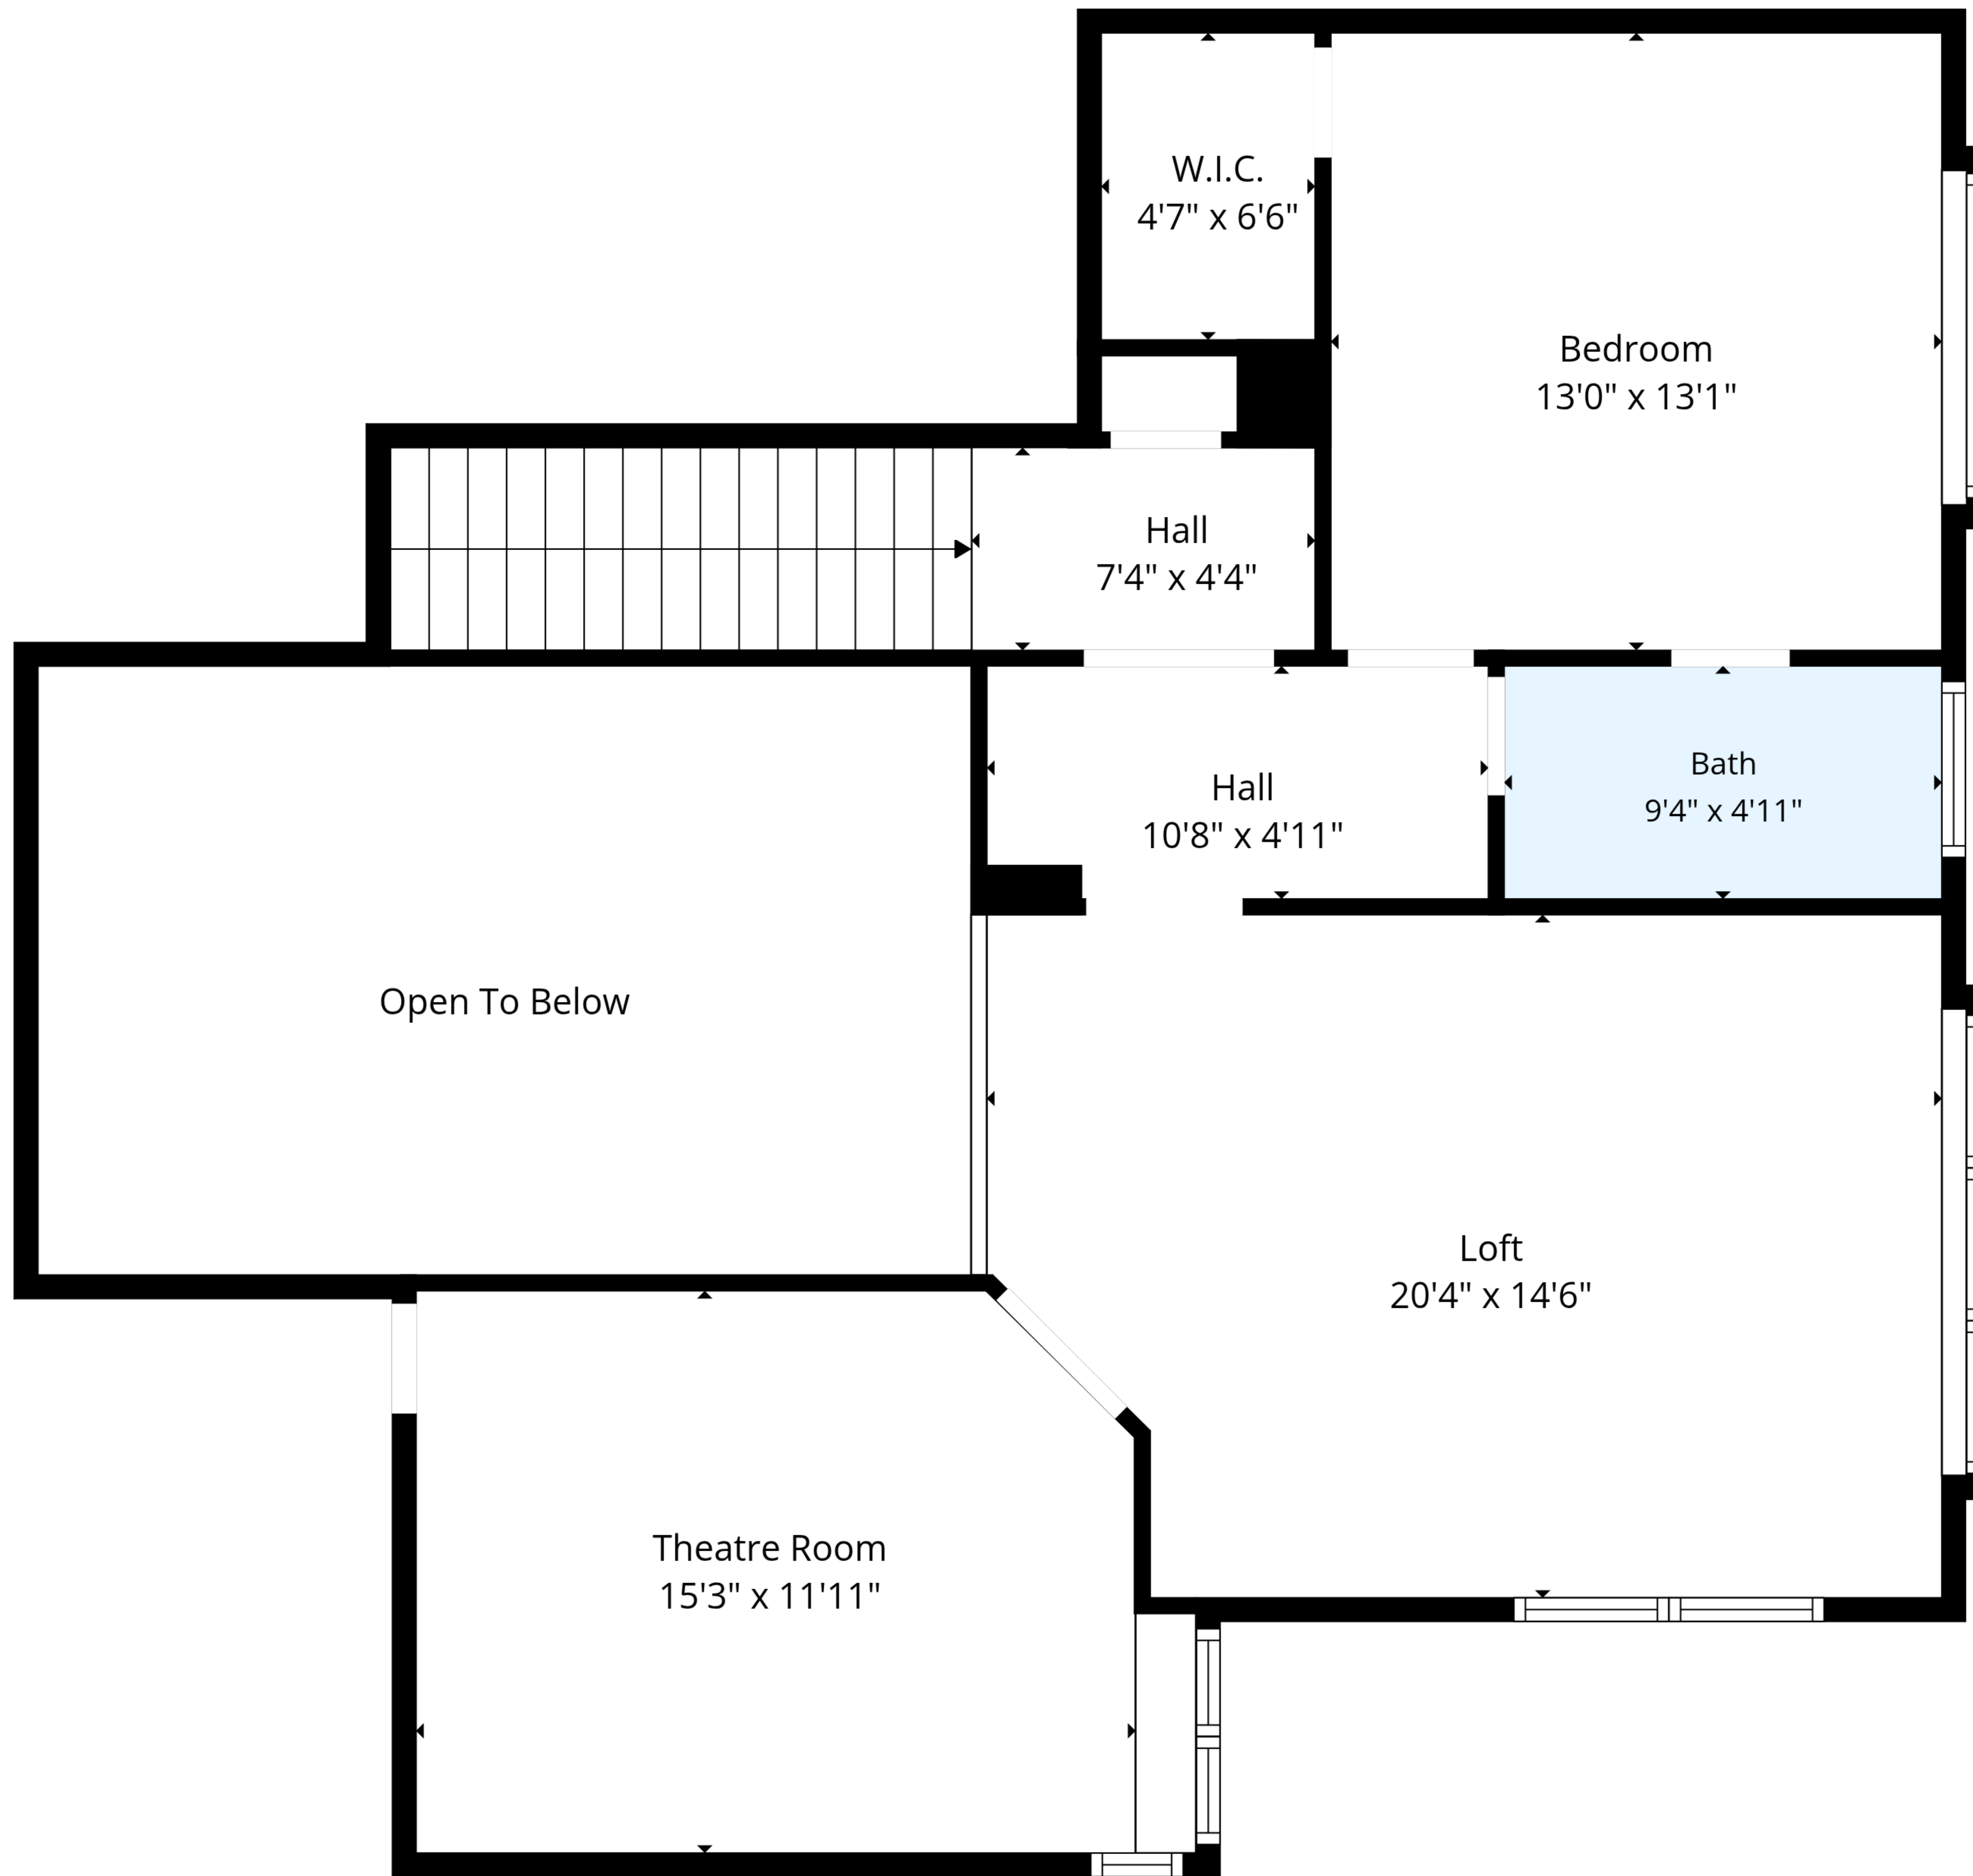 W.I.C.
4'7" x 6'6"
Bedroom
13'0" x 13'1"
Hall
7'4" x 4'4"
Bath
9'4" x 4'11"
Hall
10'8" x 4'11"
Open To Below
Loft
20'4" x 14'6"
Theatre Room
15'3" x 11'11"